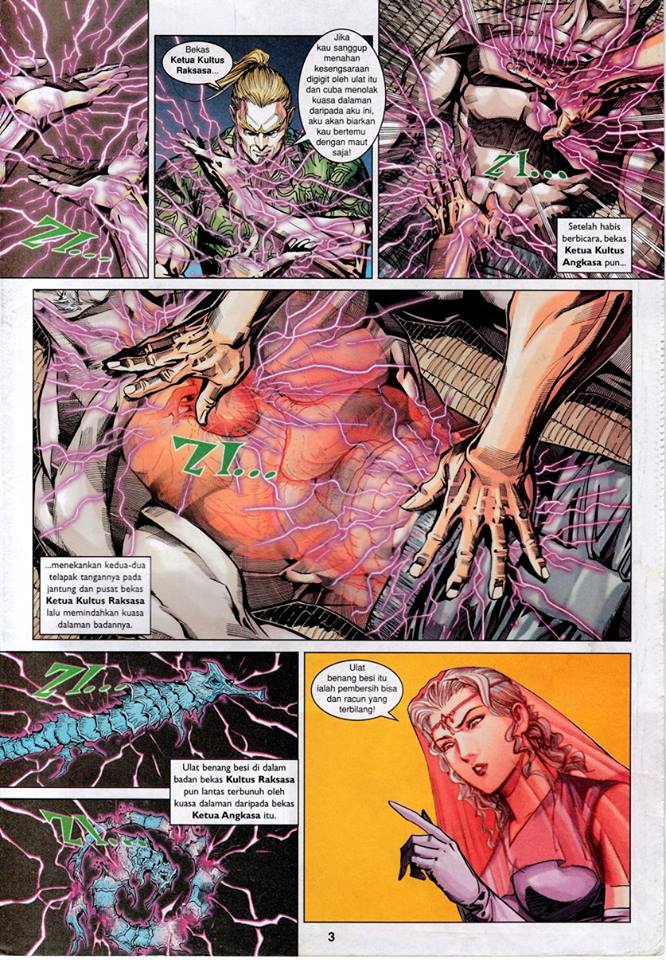 ZI...
Bekas
Ketua Kultus
Raksasa...
Jika
kau sanggup
menahan
kesengsaraan
digigit oleh ulat itu
dan cuba menolak
kuasa dalaman
daripada aku ini,
aku akan biarkan
kau bertemu
dengan maut
saja!
ZI...
Setelah habis
berbicara, bekas
Ketua Kultus
Angkasa pun...
ZI...
...menekankan kedua-dua
telapak tangannya pada
jantung dan pusat bekas
Ketua Kultus Raksasa
lalu memindahkan kuasa
dalaman badannya.
ZI...
Ulat benang besi di dalam
badan bekas Kultus Raksasa
pun lantas terbunuh oleh
kuasa dalaman daripada bekas
Ketua Angkasa itu.
ZI...
Ulat
benang besi itu
ialah pembersih bisa
dan racun yang
terbilang!
3